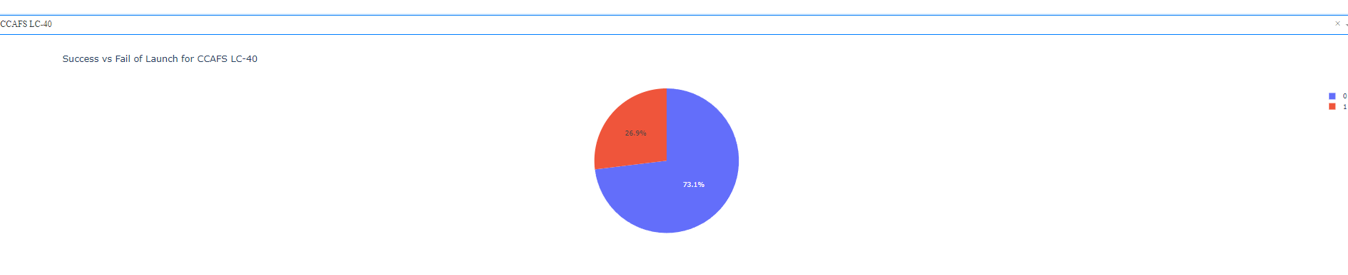 CCAFS LC-40 ×
Success vs Fail of Launch for CCAFS LC-40
0
1
26.9%
73.1%